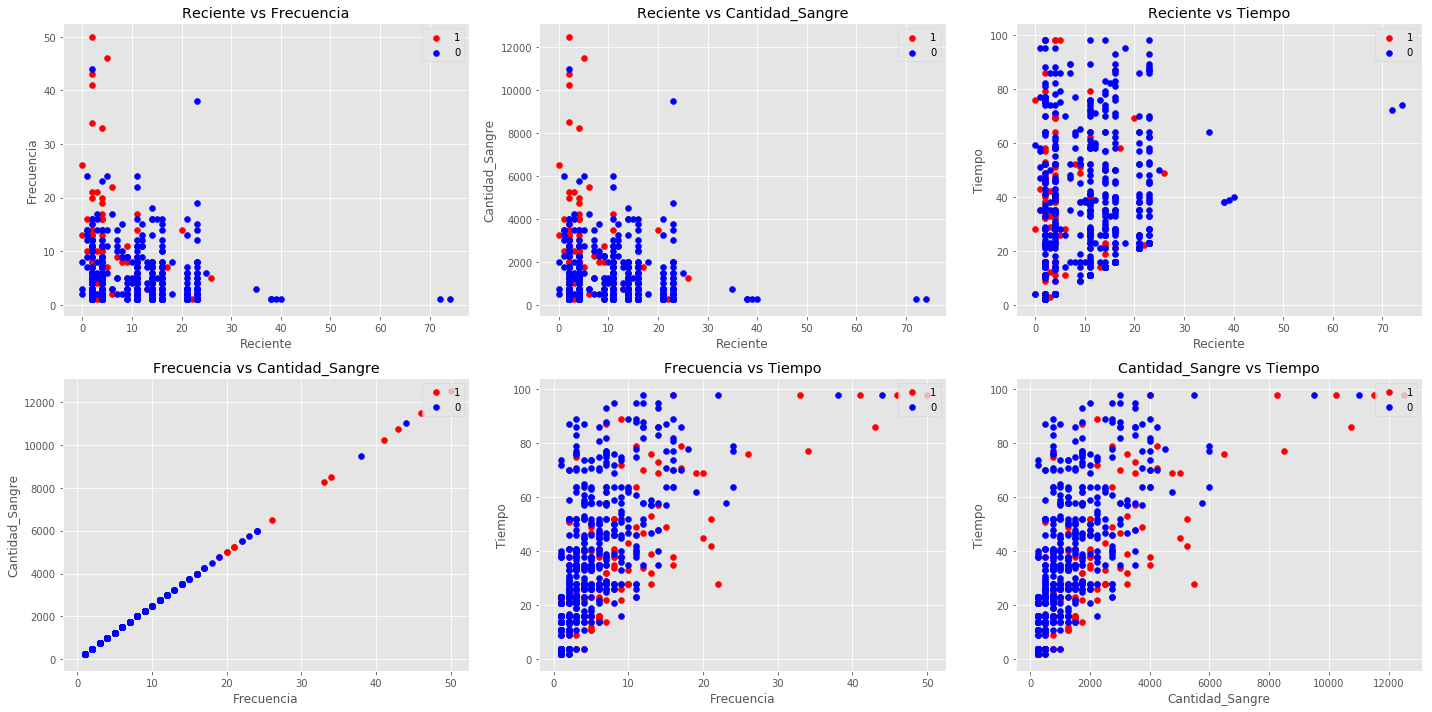 Reciente vs Frecuencia
50
40
30
20
10
0
Frecuencia
1
0
0 10 20 30 40 50 60 70
Reciente
Reciente vs Cantidad_Sangre
12000
10000
8000
6000
4000
2000
0
Cantidad_Sangre
1
0
0 10 20 30 40 50 60 70
Reciente
Reciente vs Tiempo
100
80
60
40
20
0
Tiempo
1
0
0 10 20 30 40 50 60 70
Reciente
Frecuencia vs Cantidad_Sangre
12000
10000
8000
6000
4000
2000
0
Cantidad_Sangre
1
0
0 10 20 30 40 50
Frecuencia
Frecuencia vs Tiempo
100
80
60
40
20
0
Tiempo
1
0
0 10 20 30 40 50
Frecuencia
Cantidad_Sangre vs Tiempo
100
80
60
40
20
0
Tiempo
1
0
0 2000 4000 6000 8000 10000 12000
Cantidad_Sangre